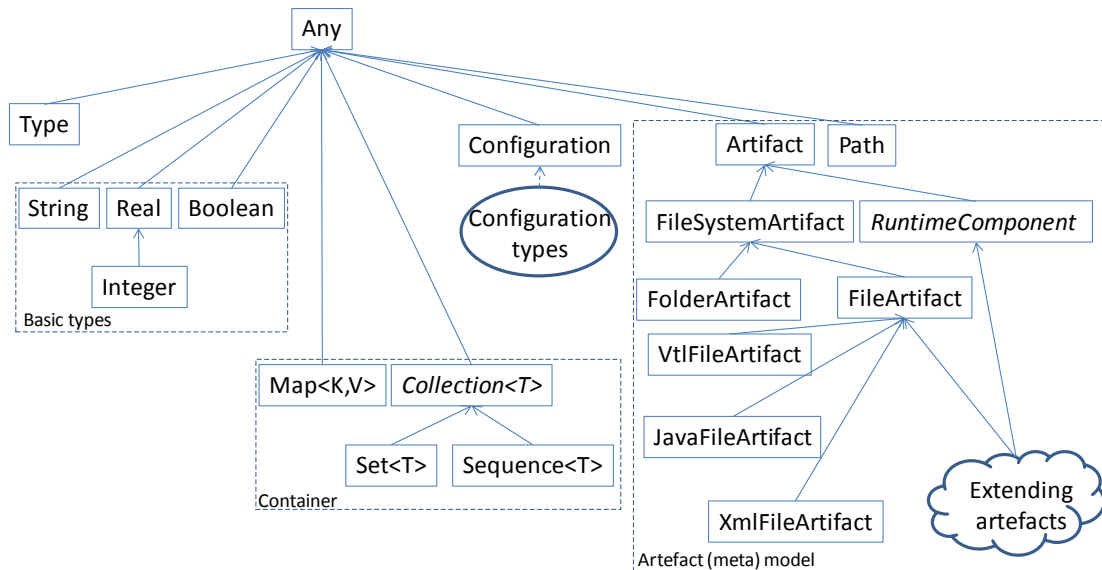 Any
Type
Configuration
Artifact
Path
String
Real
Boolean
Configuration
types
FileSystemArtifact
RuntimeComponent
Integer
Basic types
FolderArtifact
FileArtifact
VtlFileArtifact
Map<K,V>
Collection<T>
JavaFileArtifact
Set<T>
Sequence<T>
Container
XmlFileArtifact
Extending
artefacts
Artefact (meta) model